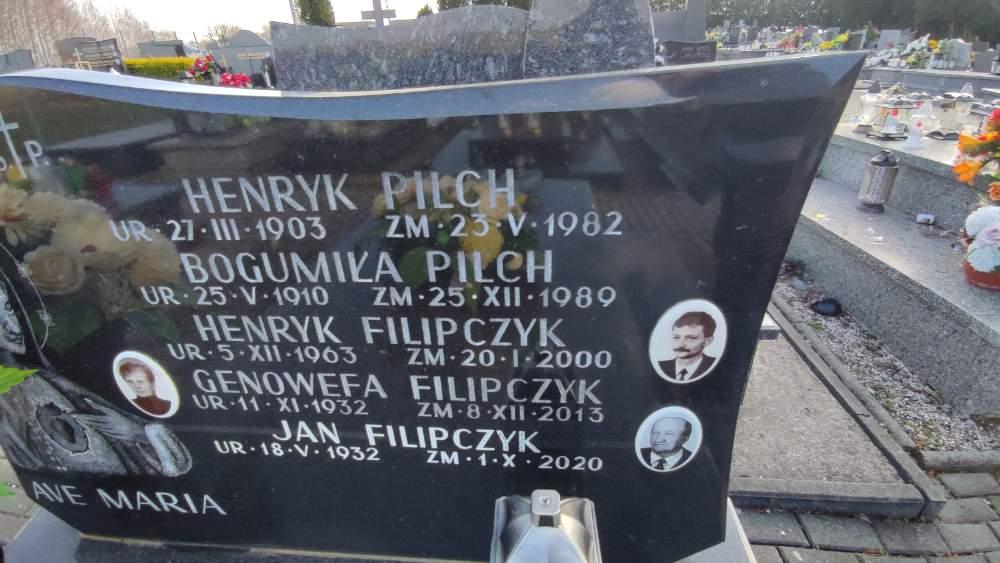 P.
HENRYK PILCH
UR·27·III·1903 ZM·23·V·1982
BOGUMIŁA PILCH
UR·25·V·1910 ZM·25·XII·1989
HENRYK FILIPCZYK
UR·5·XII·1963 ZM·20·I·2000
GENOWEFA FILIPCZYK
UR·11·XI·1932 ZM·8·XII·2013
JAN FILIPCZYK
UR·18·V·1932 ZM·1·X·2020
AVE MARIA